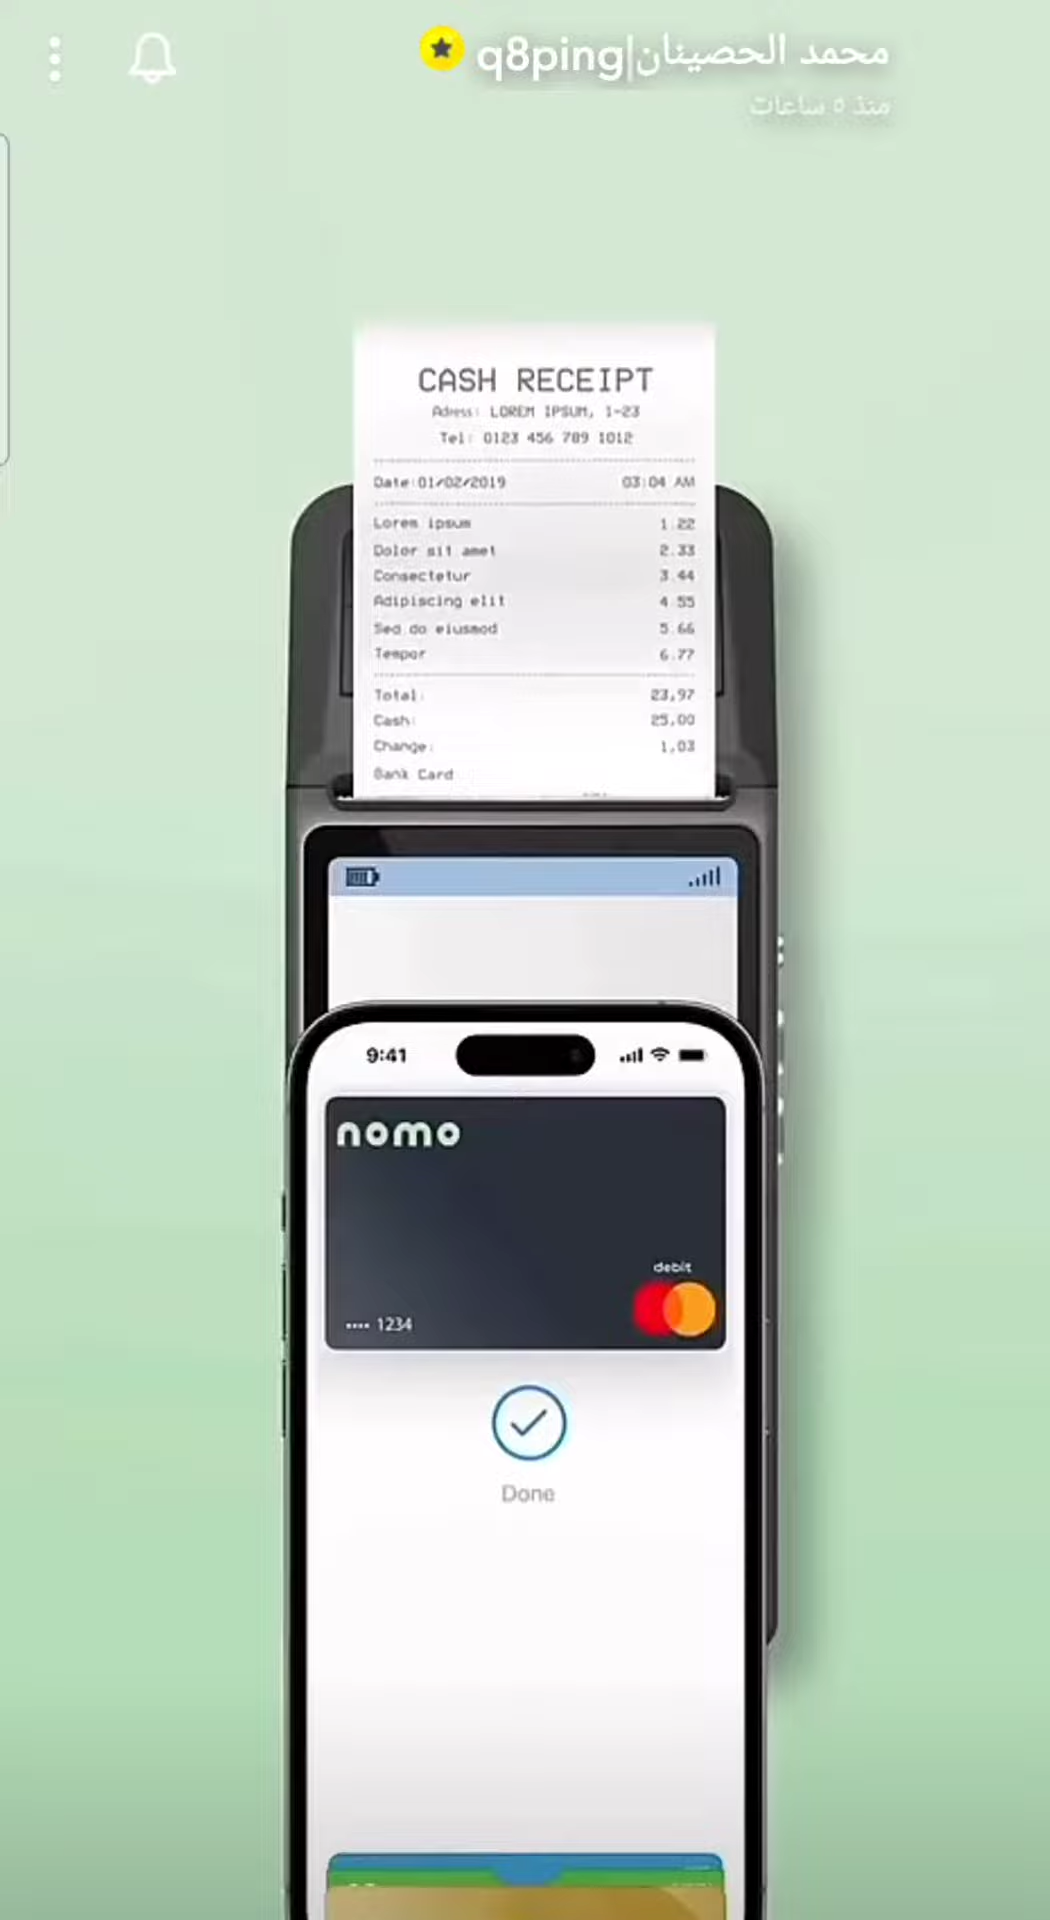 محمد الحصينان|q8ping
منذ ٥ ساعات
CASH RECEIPT
Adress: LOREM IPSUM, 1-23
Tel: 0123 456 789 1012
Date:01/02/2019 03:04 AM
Lorem ipsum 1.22
Dolor sit amet 2.33
Consectetur 3.44
Adipiscing elit 4.55
Sed do eiusmod 5.66
Tempor 6.77
Total: 23,97
Cash: 25,00
Change: 1,03
Bank Card
9:41
nomo
debit
•••• 1234
Done